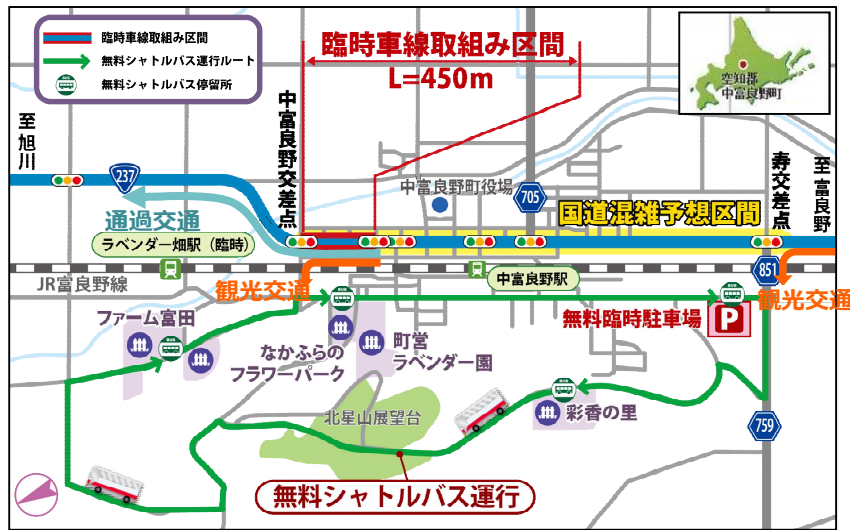 臨時車線取組み区間
無料シャトルバス運行ルート
BUS
無料シャトルバス停留所
臨時車線取組み区間
L=450m
空知郡
中富良野町
至旭川
中富良野交差点
寿交差点
至富良野
237
通過交通
中富良野町役場
705
国道混雑予想区間
ラベンダー畑駅（臨時）
JR富良野線
中富良野駅
851
観光交通
観光交通
BUS
BUS
ファーム富田
BUS
なかふらの
フラワーパーク
町営
ラベンダー園
無料臨時駐車場
P
BUS
彩香の里
北星山展望台
759
無料シャトルバス運行